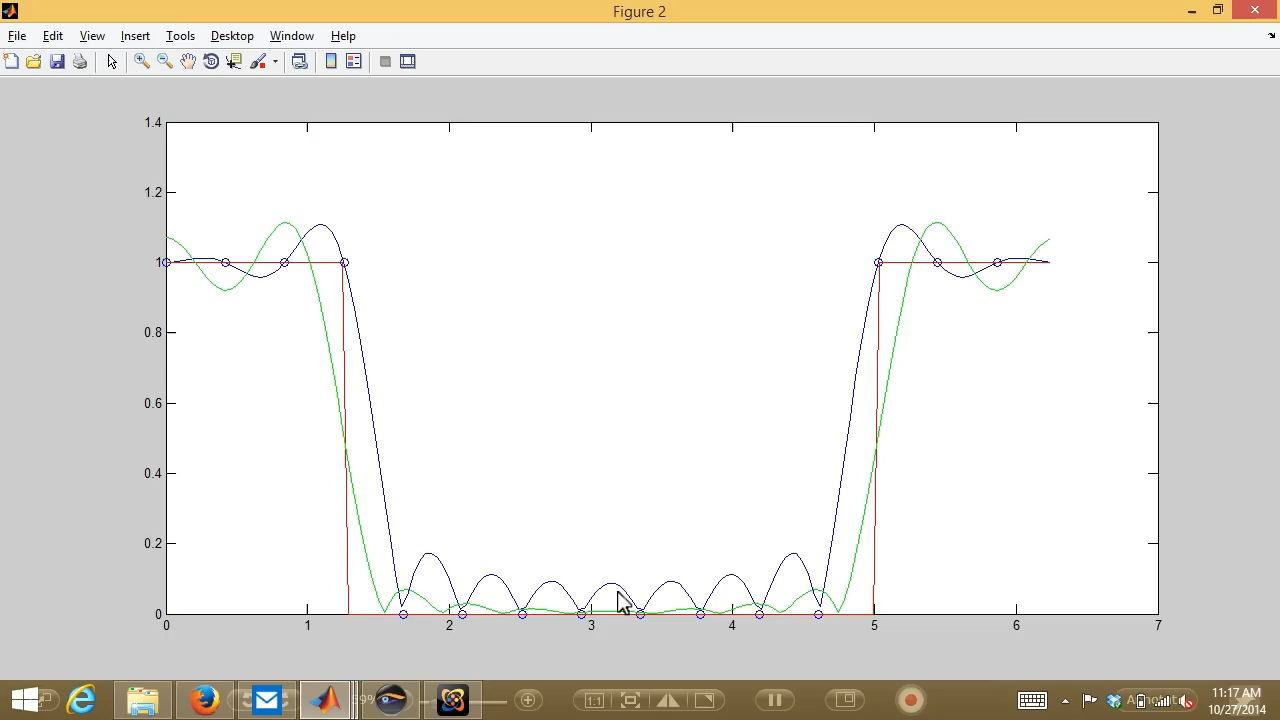 Figure 2
File Edit View Insert Tools Desktop Window Help
1.4
1.2
1
0.8
0.6
0.4
0.2
0
0 1 2 3 4 5 6 7
1:1
11:17 AM
10/27/2014